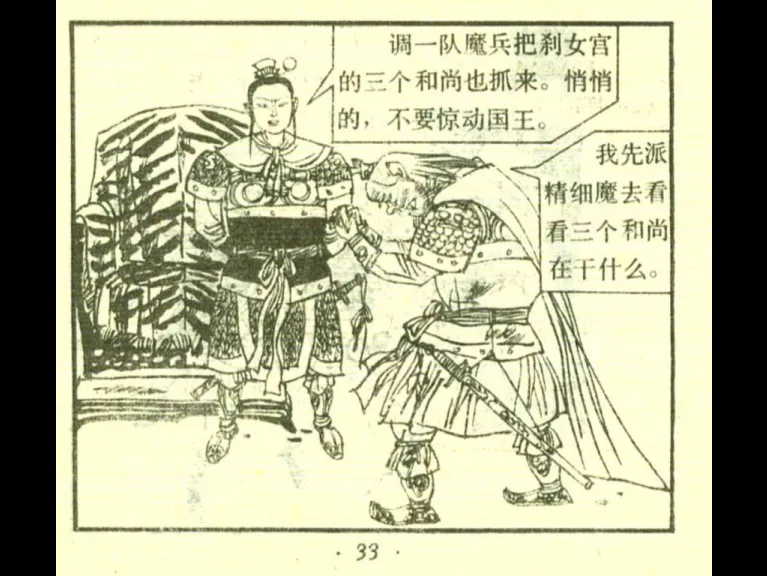 调一队魔兵把刹女宫
的三个和尚也抓来。悄悄
的，不要惊动国王。
我先派
精细魔去看
看三个和尚
在干什么。
· 33 ·